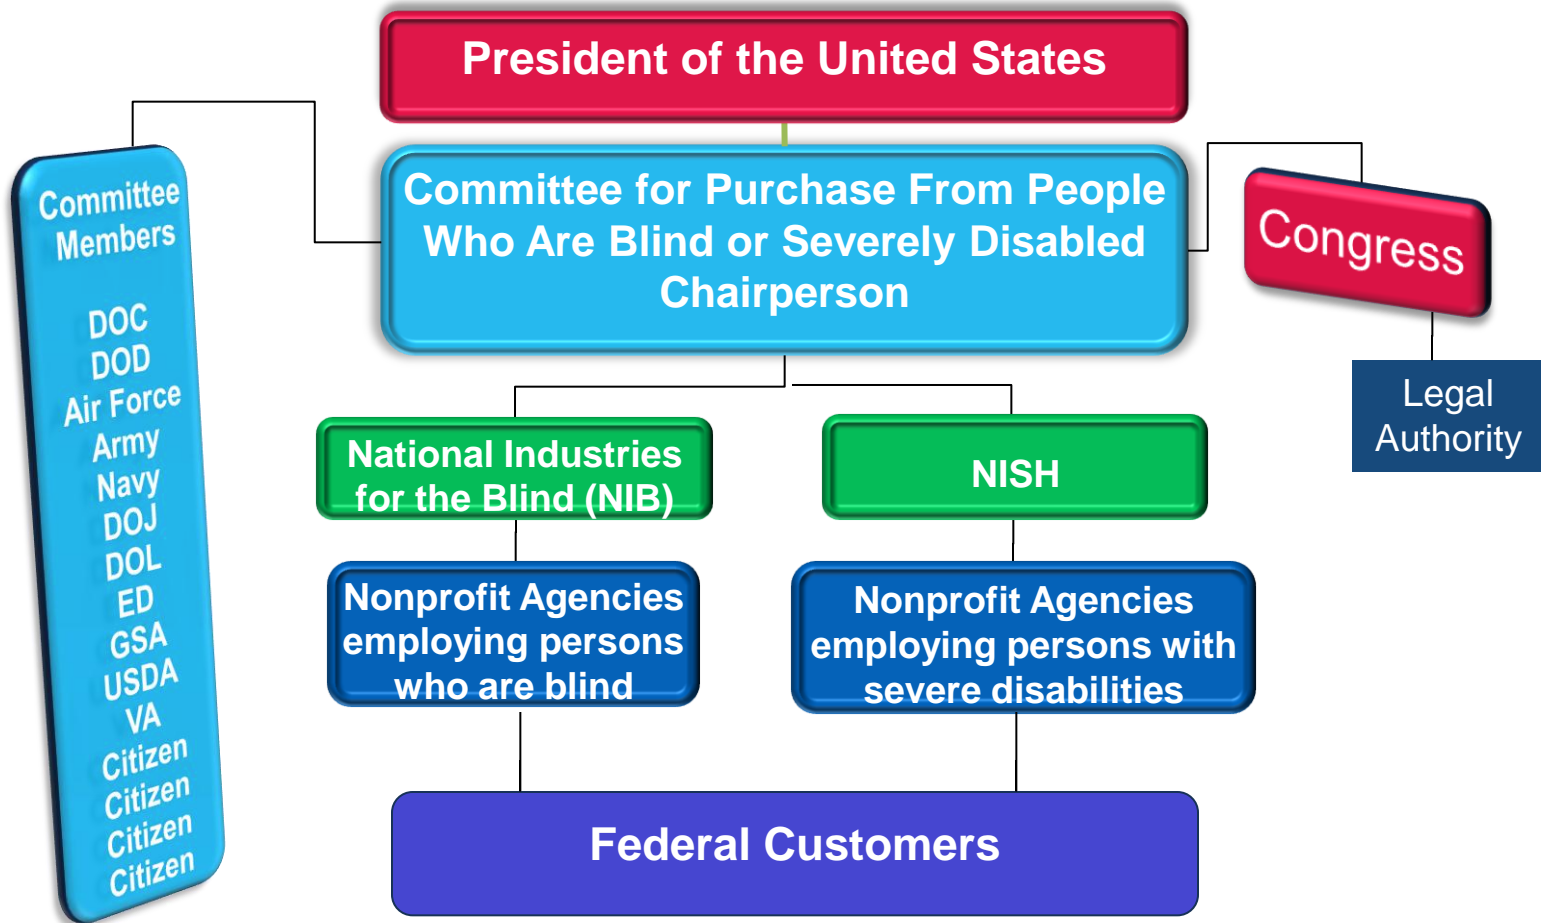 President of the United States
Committee for Purchase From People
Who Are Blind or Severely Disabled
Chairperson
Committee
Members
DOC
DOD
Air Force
Army
Navy
DOJ
DOL
ED
GSA
USDA
VA
Citizen
Citizen
Citizen
Citizen
Congress
Legal
Authority
National Industries
for the Blind (NIB)
NISH
Nonprofit Agencies
employing persons
who are blind
Nonprofit Agencies
employing persons with
severe disabilities
Federal Customers